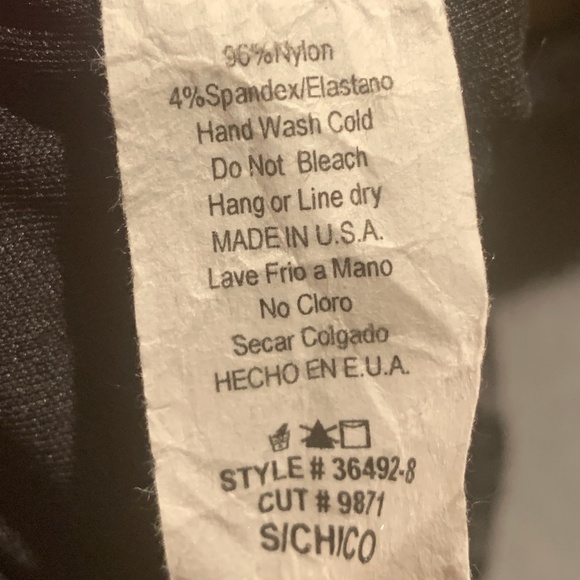 96%Nylon
4%Spandex/Elastano
Hand Wash Cold
Do Not Bleach
Hang or Line dry
MADE IN U.S.A.
Lave Frio a Mano
No Cloro
Secar Colgado
HECHO EN E.U.A.
STYLE # 36492-8
CUT # 9871
S/CHICO